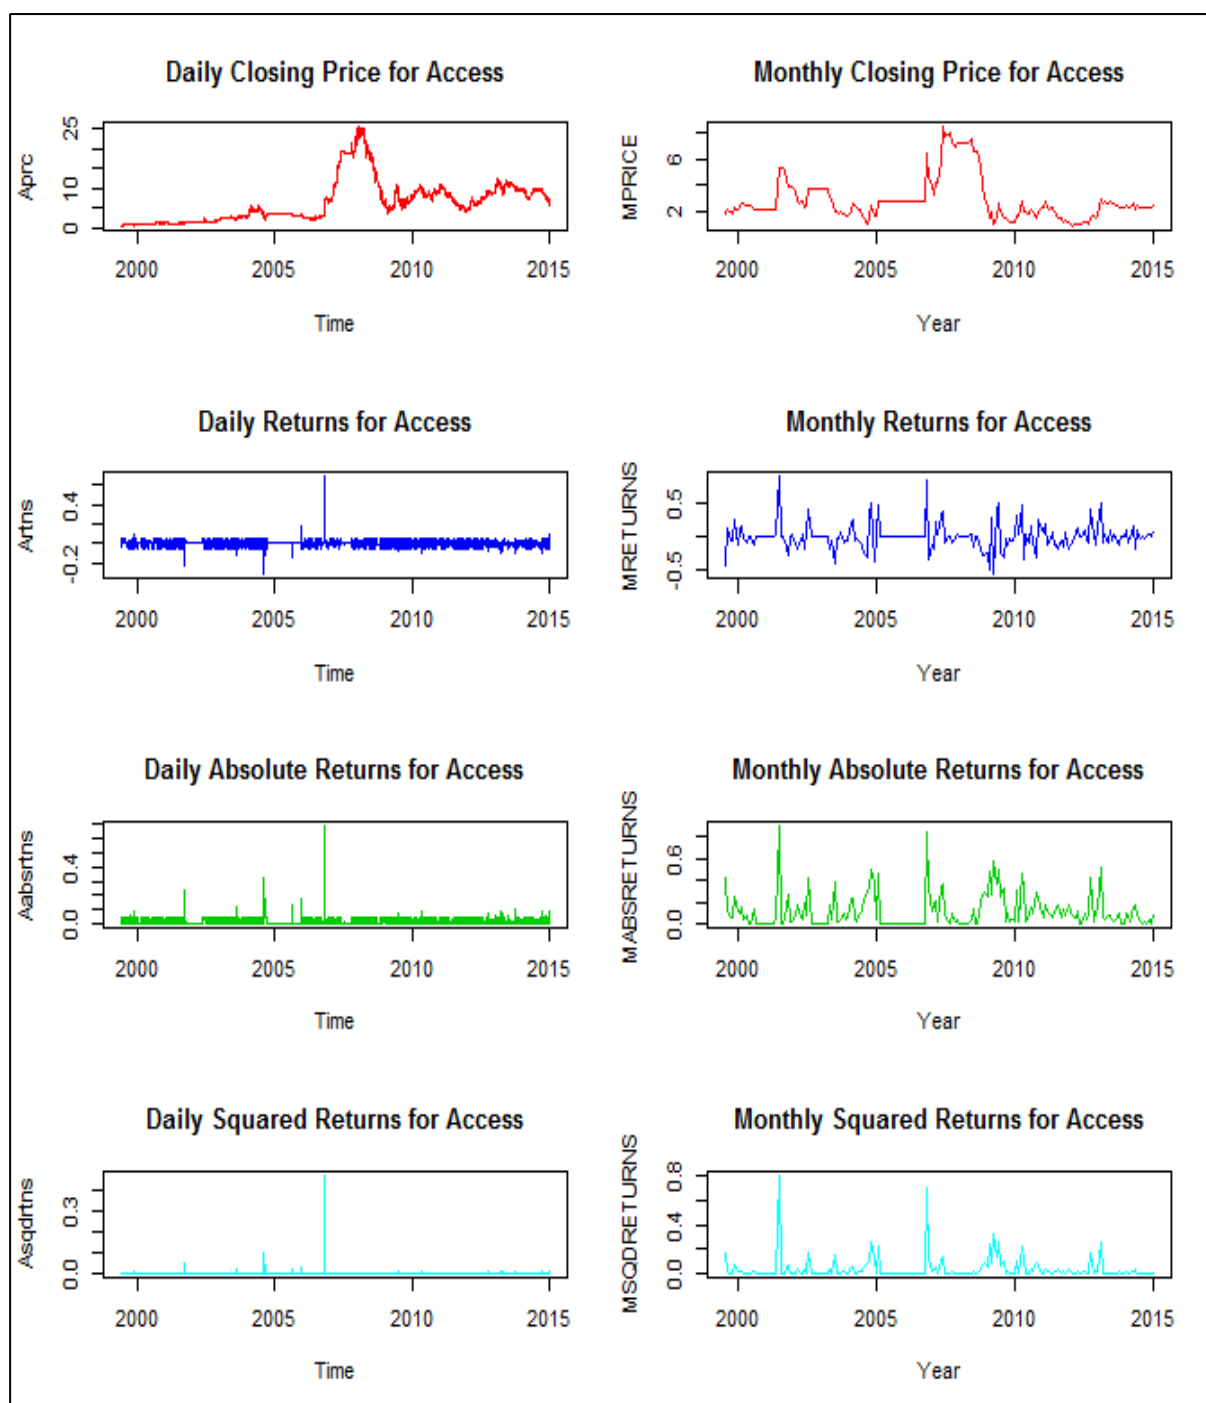 Daily Closing Price for Access
Aprc
25
10
0
2000 2005 2010 2015
Time
Monthly Closing Price for Access
MPRICE
6
2
2000 2005 2010 2015
Year
Daily Returns for Access
Artns
0.4
-0.2
2000 2005 2010 2015
Time
Monthly Returns for Access
MRETURNS
0.5
-0.5
2000 2005 2010 2015
Year
Daily Absolute Returns for Access
Aabsrtns
0.4
0.0
2000 2005 2010 2015
Time
Monthly Absolute Returns for Access
MABSRETURNS
0.6
0.0
2000 2005 2010 2015
Year
Daily Squared Returns for Access
Asqdrtns
0.3
0.0
2000 2005 2010 2015
Time
Monthly Squared Returns for Access
MSQDRETURNS
0.8
0.4
0.0
2000 2005 2010 2015
Year